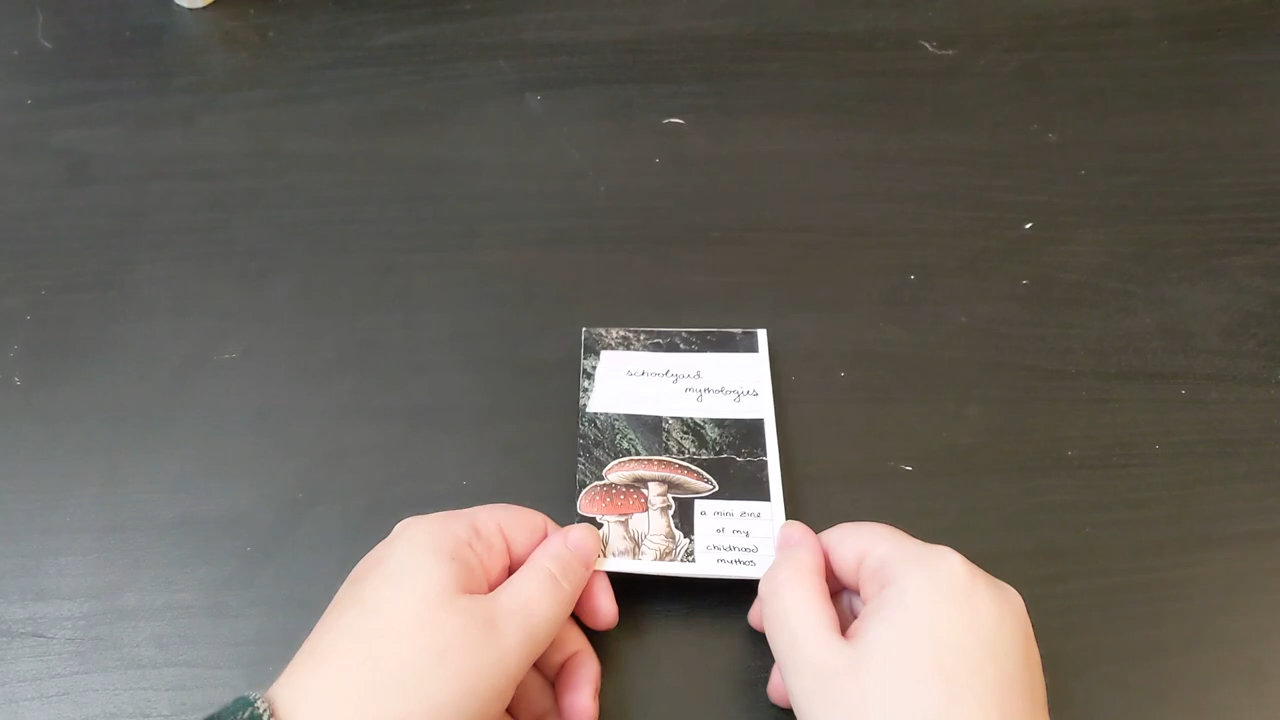 schoolyard
mythologies
a mini zine
of my
childhood
mythos